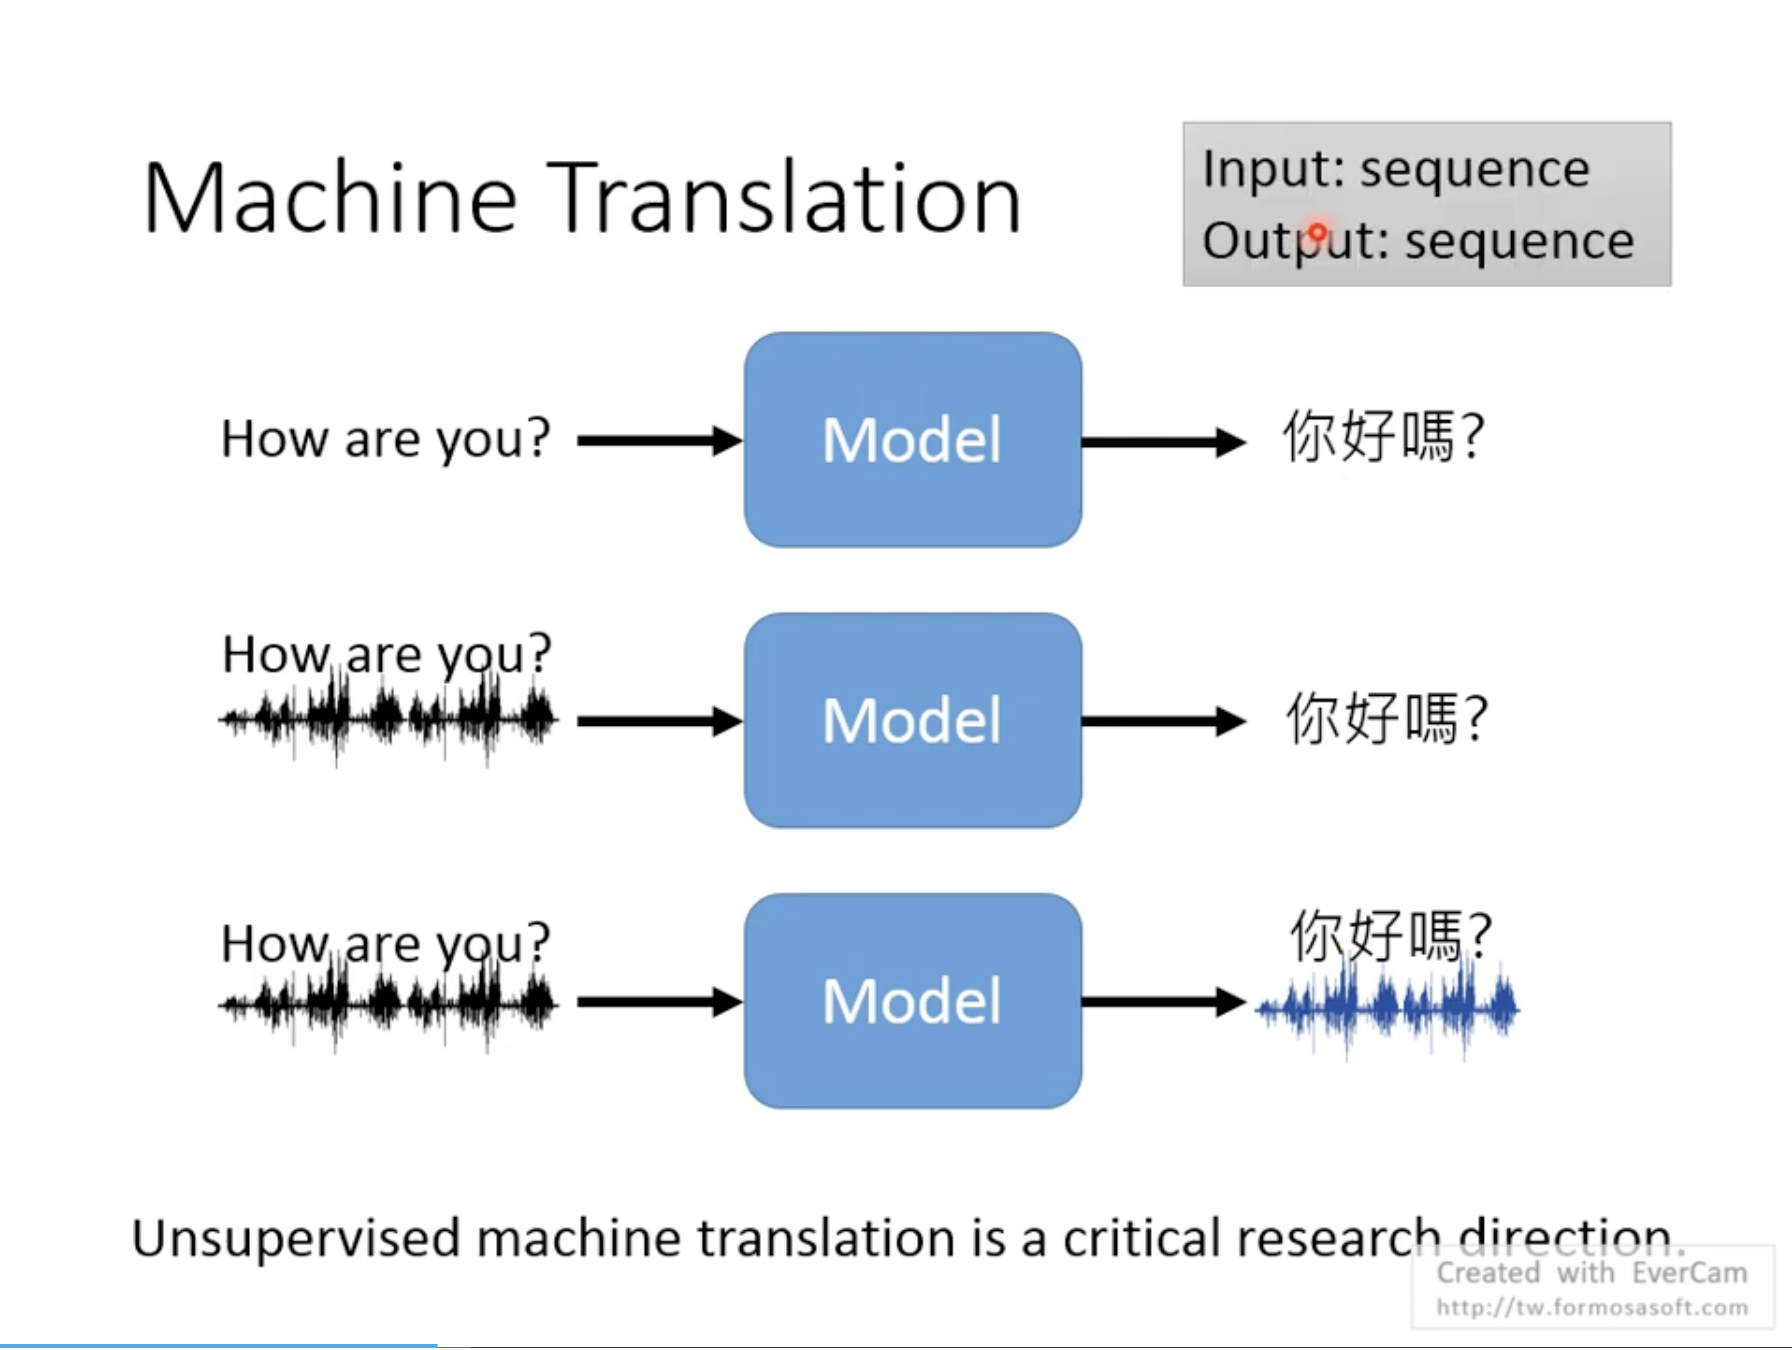 Machine Translation
Input: sequence
Output: sequence
How are you?
Model
你好嗎?
How are you?
Model
你好嗎?
How are you?
Model
你好嗎?
Unsupervised machine translation is a critical research direction.
Created with EverCam
http://tw.formosasoft.com